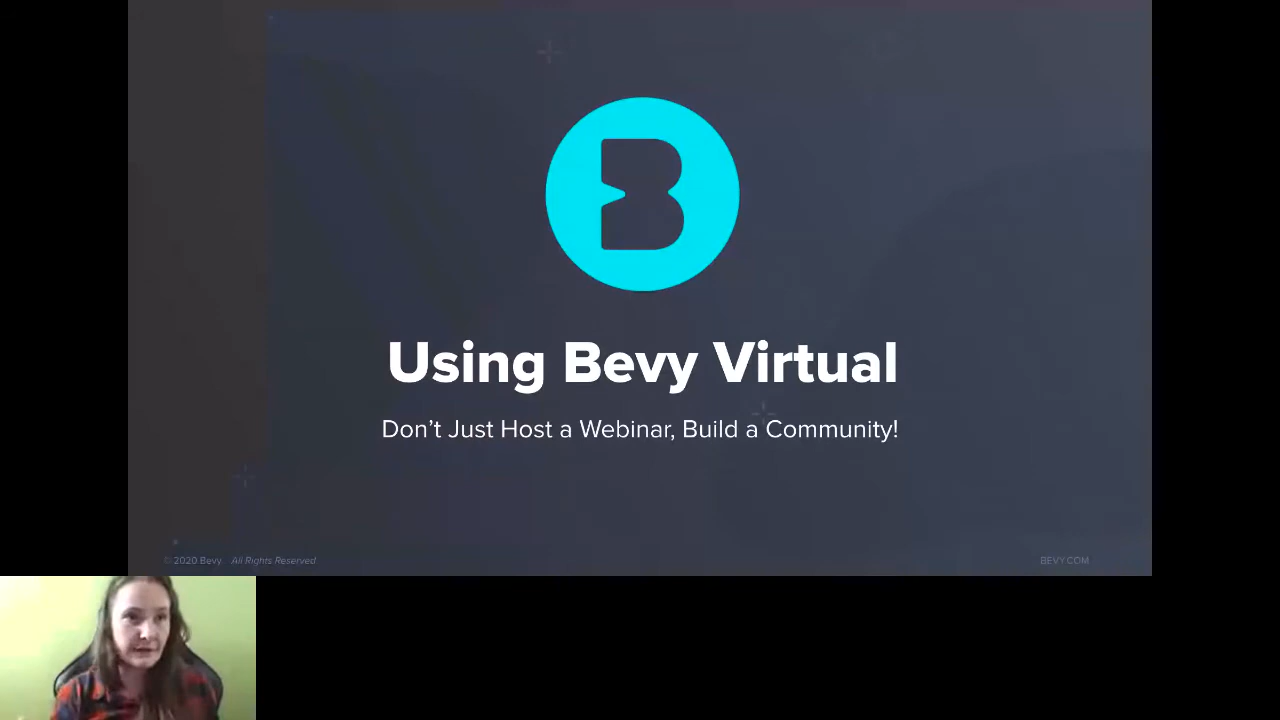 B
Using Bevy Virtual
Don't Just Host a Webinar, Build a Community!
© 2020 Bevy All Rights Reserved
BEVY.COM